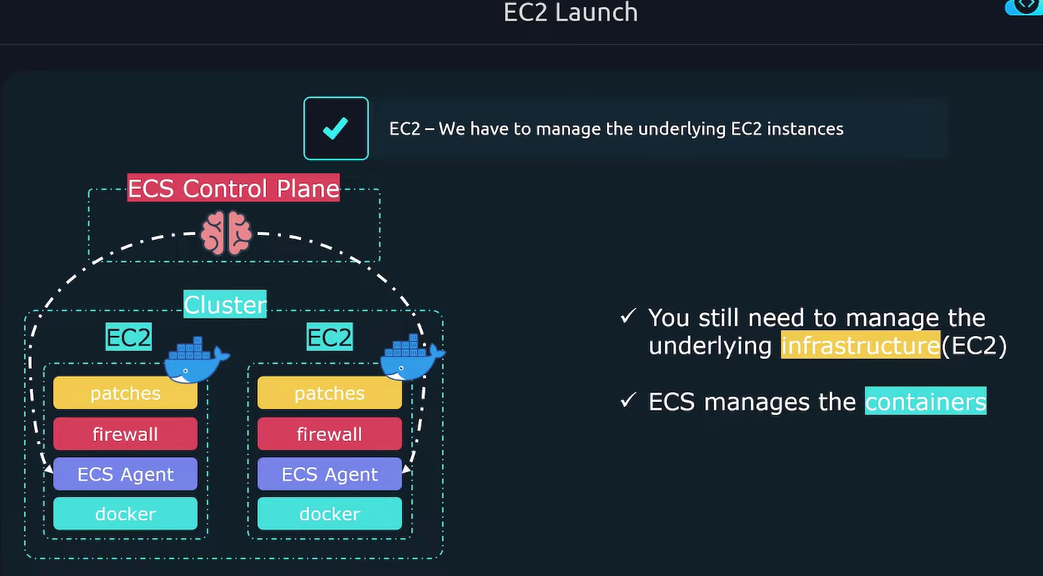 EC2 Launch
EC2 – We have to manage the underlying EC2 instances
ECS Control Plane
Cluster
EC2
EC2
patches
firewall
ECS Agent
docker
patches
firewall
ECS Agent
docker
You still need to manage the
underlying infrastructure(EC2)
ECS manages the containers